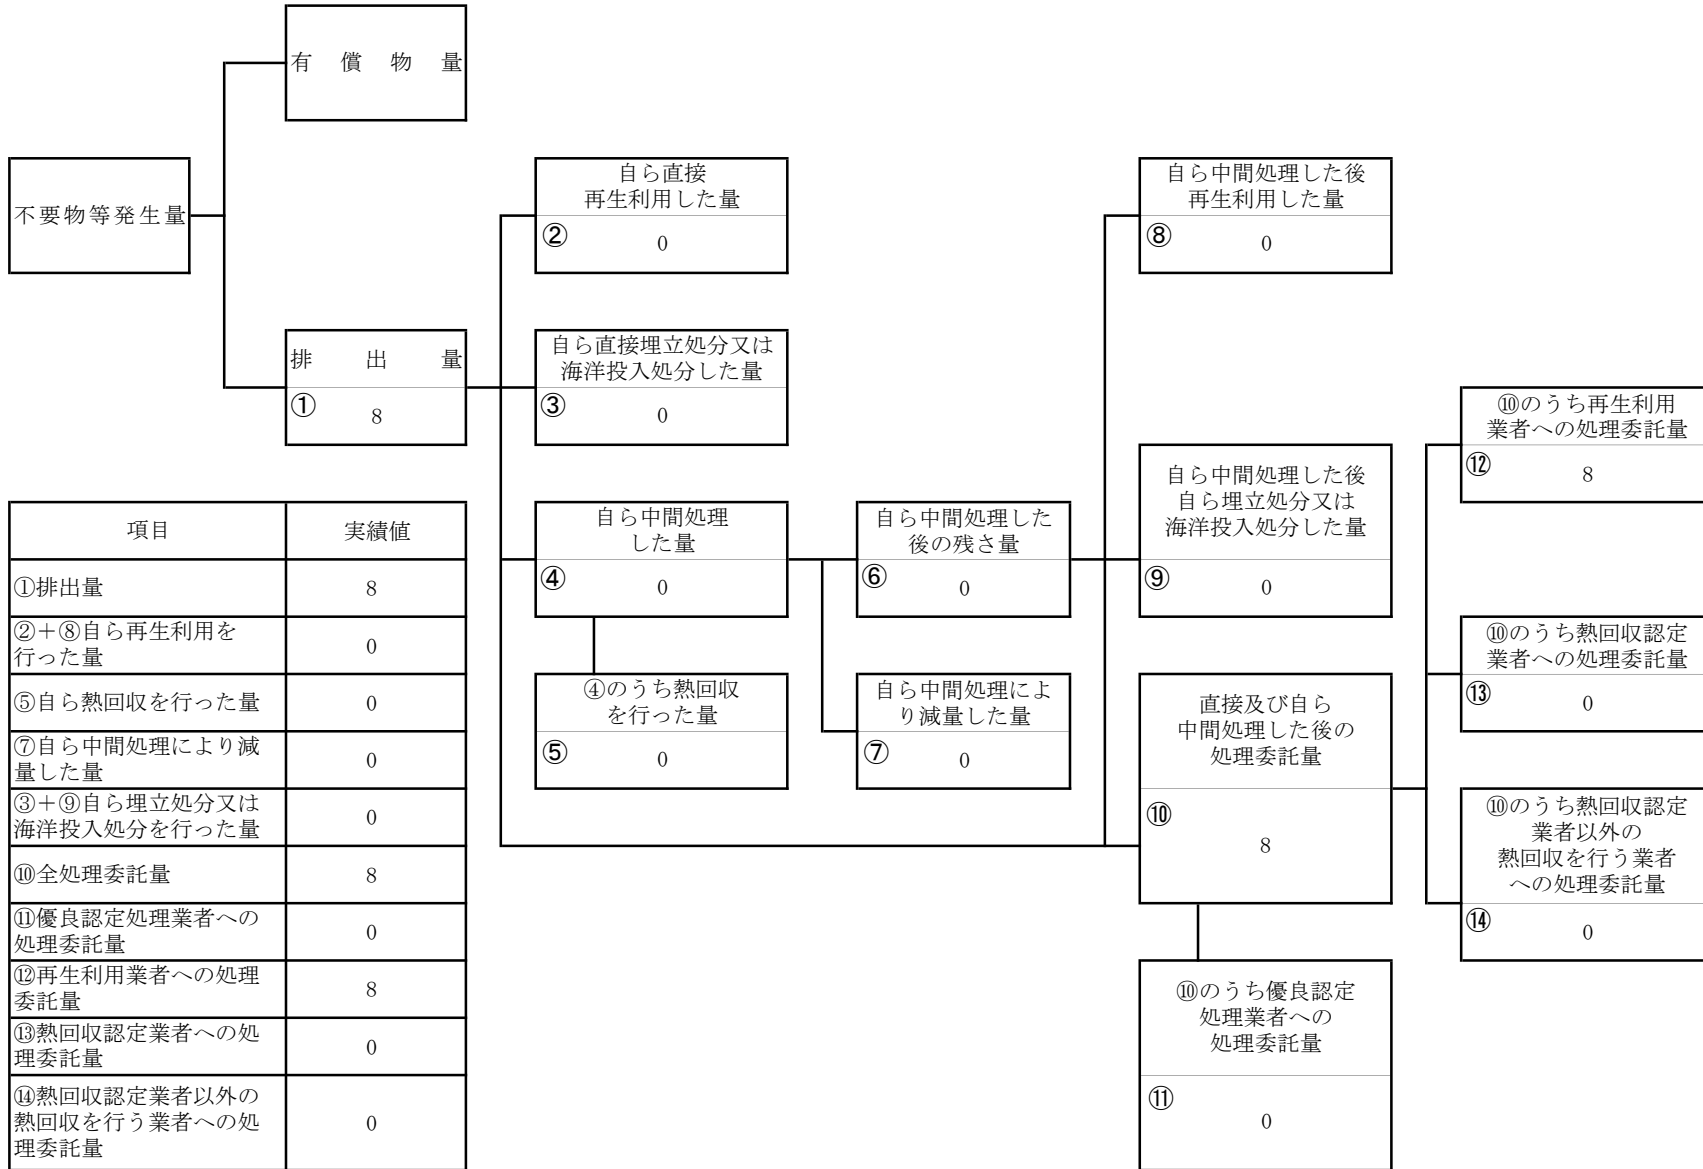 有償物量
不要物等発生量
排出量
①
8
自ら直接
再生利用した量
②
0
自ら直接埋立処分又は
海洋投入処分した量
③
0
自ら中間処理
した量
④
0
④のうち熱回収
を行った量
⑤
0
自ら中間処理した
後の残さ量
⑥
0
自ら中間処理によ
り減量した量
⑦
0
自ら中間処理した後
再生利用した量
⑧
0
自ら中間処理した後
自ら埋立処分又は
海洋投入処分した量
⑨
0
直接及び自ら
中間処理した後の
処理委託量
⑩
8
⑩のうち優良認定
処理業者への
処理委託量
⑪
0
⑩のうち再生利用
業者への処理委託量
⑫
8
⑩のうち熱回収認定
業者への処理委託量
⑬
0
⑩のうち熱回収認定
業者以外の
熱回収を行う業者
への処理委託量
⑭
0
項目 実績値
①排出量 8
②＋⑧自ら再生利用を
行った量 0
⑤自ら熱回収を行った量 0
⑦自ら中間処理により減
量した量 0
③＋⑨自ら埋立処分又は
海洋投入処分を行った量 0
⑩全処理委託量 8
⑪優良認定処理業者への
処理委託量 0
⑫再生利用業者への処理
委託量 8
⑬熱回収認定業者への処
理委託量 0
⑭熱回収認定業者以外の
熱回収を行う業者への処
理委託量 0